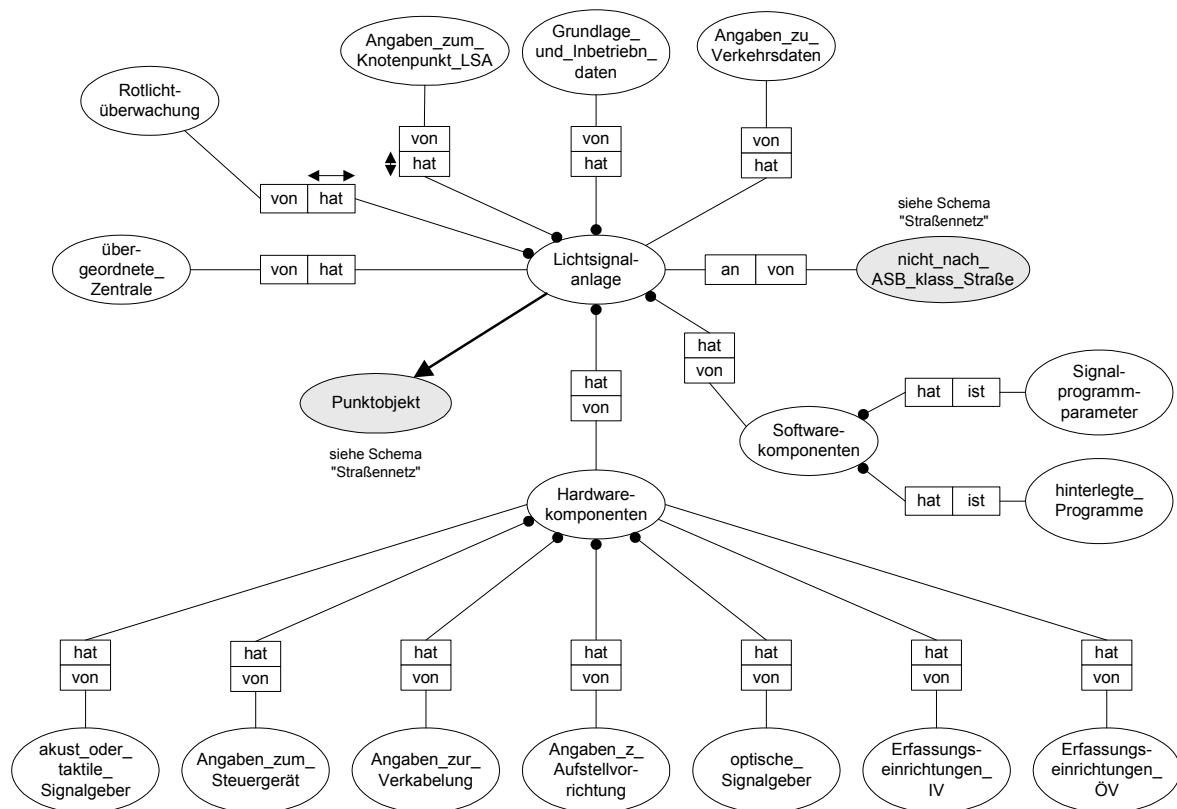 Angaben_zum_
Knotenpunkt_LSA
Grundlage_
und_Inbetriebn_
daten
Angaben_zu_
Verkehrsdaten
Rotlicht-
überwachung
von
hat
von
hat
von
hat
von hat
siehe Schema
"Straßennetz"
über-
geordnete_
Zentrale
von hat
Lichtsignal-
anlage
an von
nicht_nach_
ASB_klass_Straße
hat
von
hat
von
Punktobjekt
siehe Schema
"Straßennetz"
hat ist
Signal-
programm-
parameter
Software-
komponenten
hat ist
hinterlegte_
Programme
Hardware-
komponenten
hat
von
hat
von
hat
von
hat
von
hat
von
hat
von
hat
von
akust_oder_
taktile_
Signalgeber
Angaben_zum_
Steuergerät
Angaben_zur_
Verkabelung
Angaben_z_
Aufstellvor-
richtung
optische_
Signalgeber
Erfassungs-
einrichtungen_
IV
Erfassungs-
einrichtungen_
ÖV